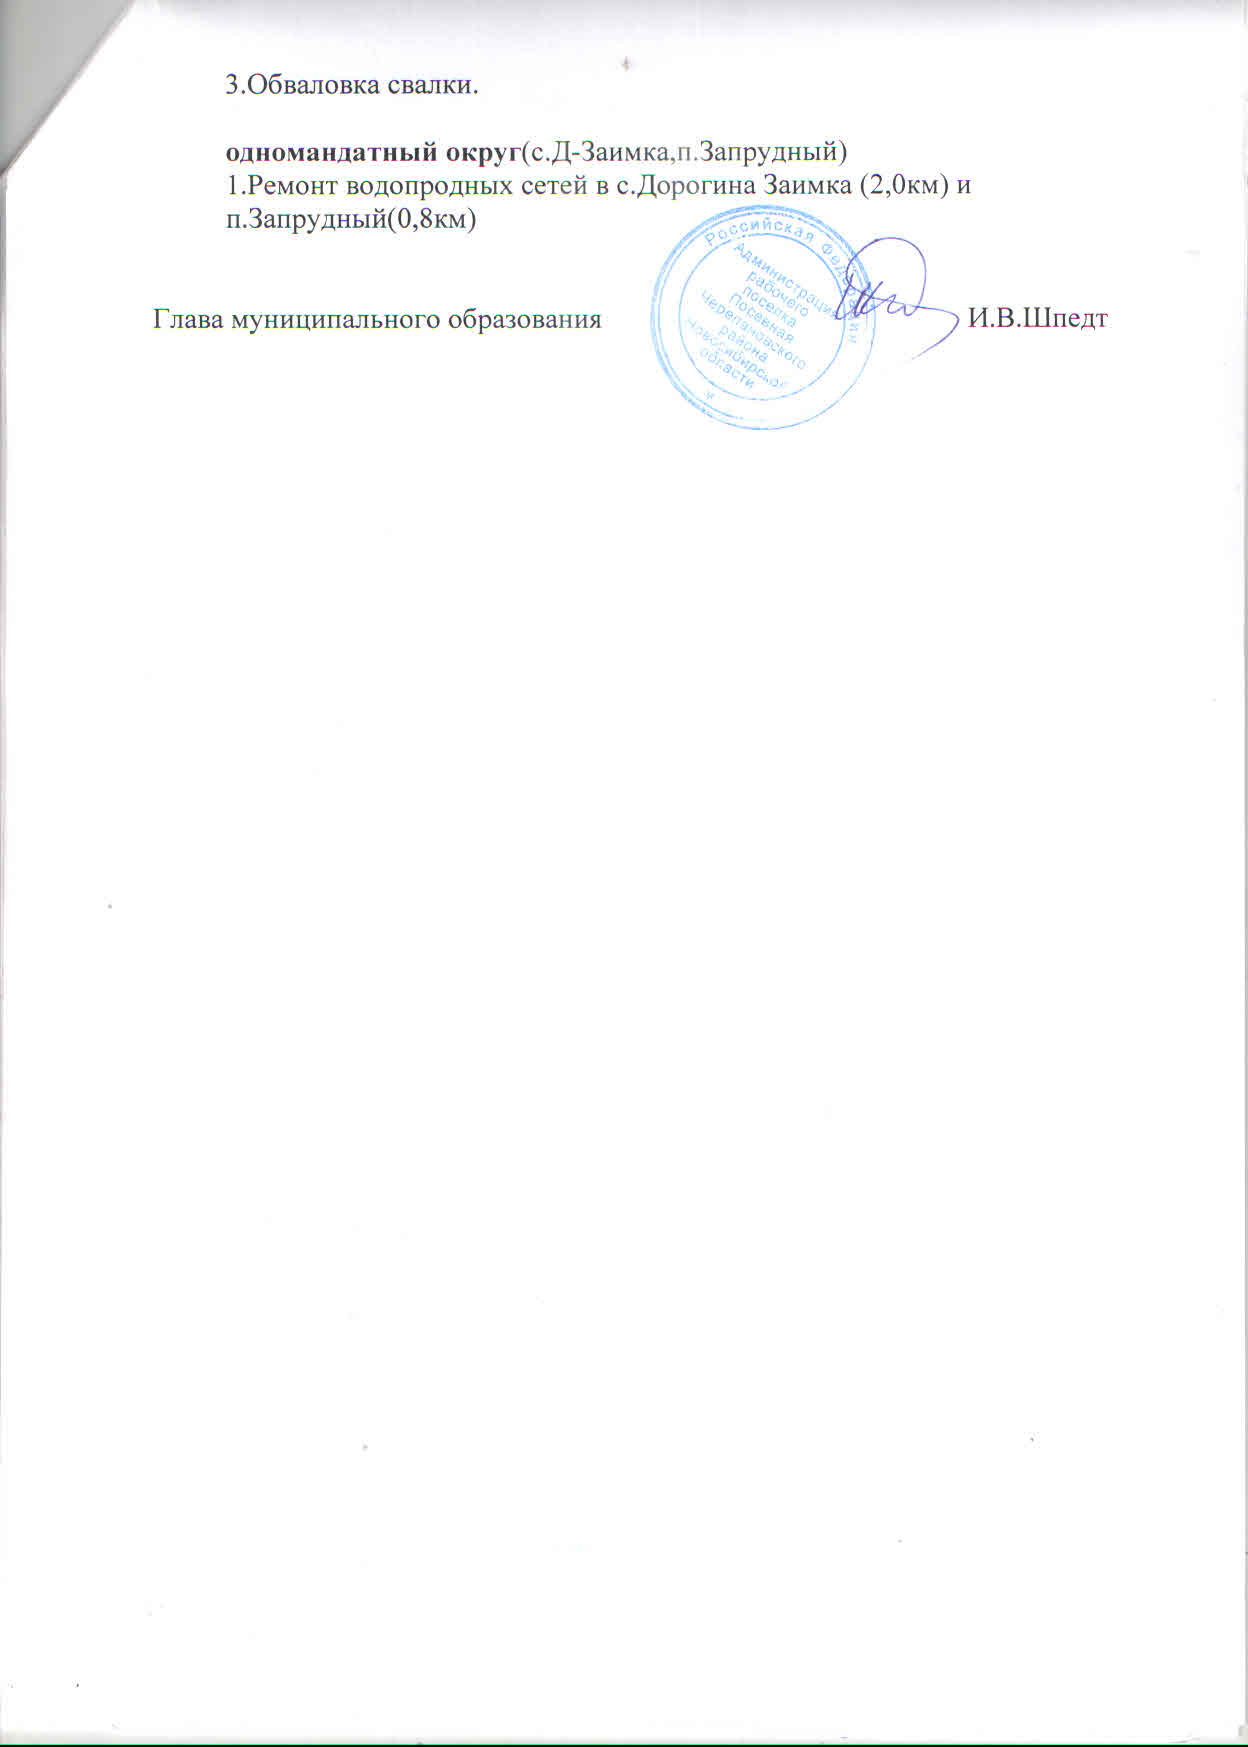 3.Обваловка свалки.
одномандатный округ(с.Д-Заимка,п.Запрудный)
1.Ремонт водопродных сетей в с.Дорогина Заимка (2,0км) и
п.Запрудный(0,8км)
Глава муниципального образования
И.В.Шпедт
Российская Федерация
Администрация
рабочего
поселка
Посевная
Черепановского
района
Новосибирской
области